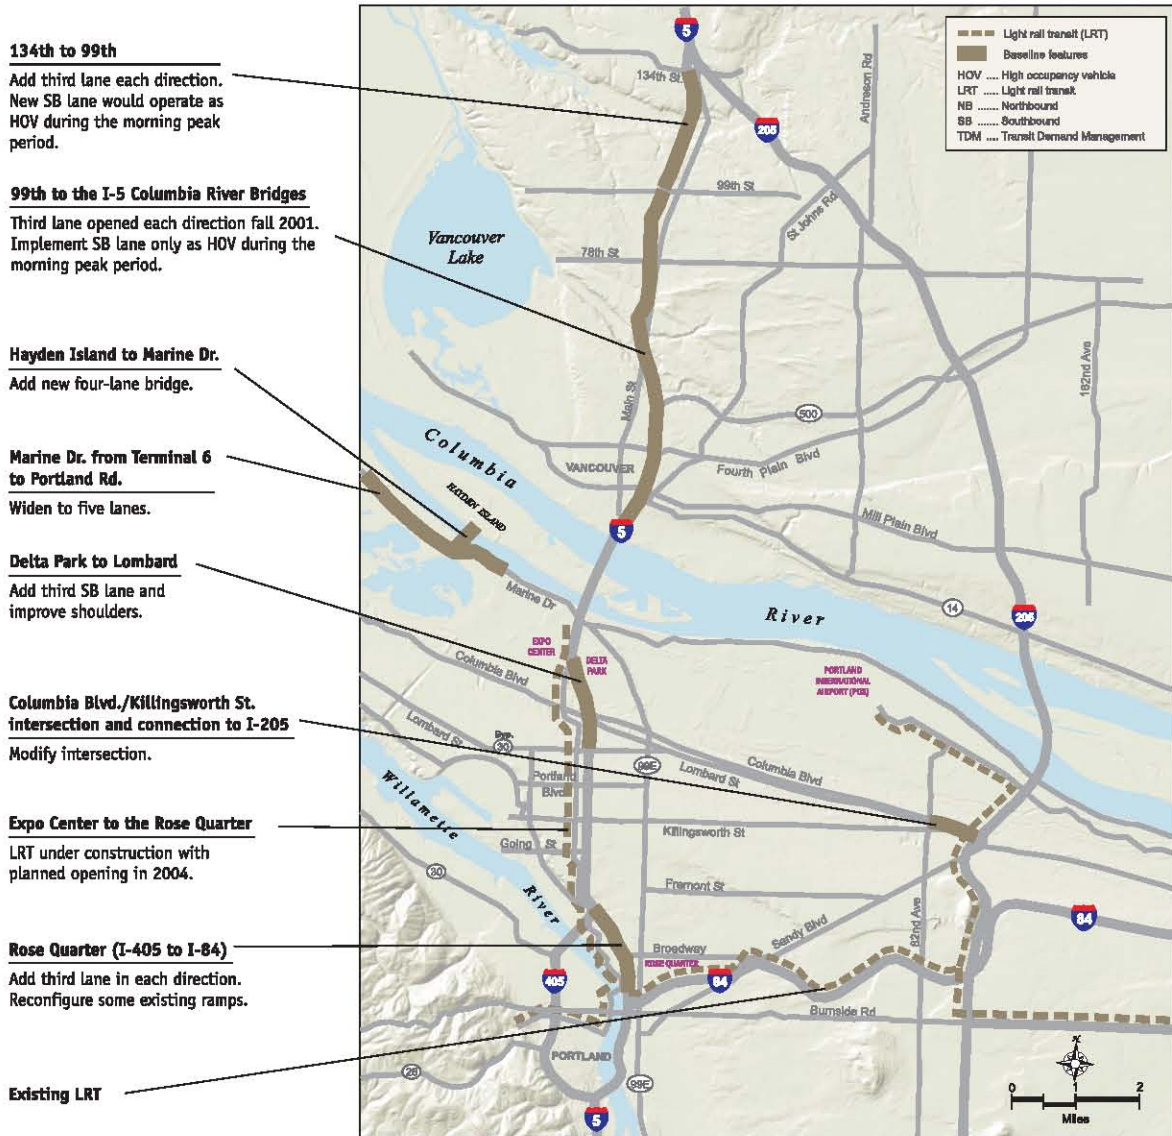 134th to 99th
Add third lane each direction.
New SB lane would operate as
HOV during the morning peak
period.
99th to the I-5 Columbia River Bridges
Third lane opened each direction fall 2001.
Implement SB lane only as HOV during the
morning peak period.
Hayden Island to Marine Dr.
Add new four-lane bridge.
Marine Dr. from Terminal 6
to Portland Rd.
Widen to five lanes.
Delta Park to Lombard
Add third SB lane and
improve shoulders.
Columbia Blvd./Killingsworth St.
intersection and connection to I-205
Modify intersection.
Expo Center to the Rose Quarter
LRT under construction with
planned opening in 2004.
Rose Quarter (I-405 to I-84)
Add third lane in each direction.
Reconfigure some existing ramps.
Existing LRT
Light rail transit (LRT)
Baseline features
HOV .... High occupancy vehicle
LRT ..... Light rail transit
NB ....... Northbound
SB ....... Southbound
TDM .... Transit Demand Management
5
134th St
205
Andreson Rd
99th St
St Johns Rd
78th St
Vancouver
Lake
Main St
162nd Ave
500
Columbia
VANCOUVER
Fourth Plain Blvd
HAYDEN ISLAND
5
Mill Plain Blvd
Marine Dr
River
14
205
EXPO
CENTER
DELTA
PARK
PORTLAND
INTERNATIONAL
AIRPORT (PDX)
Columbia Blvd
Lombard St
Byp.
30
99E
Lombard St
Columbia Blvd
Portland
Blvd
Willamette
Killingsworth St
Going St
30
Fremont St
River
Sandy Blvd
82nd Ave
84
Broadway
ROSE QUARTER
405
84
Burnside Rd
PORTLAND
26
99E
5
N
0 1 2
Miles